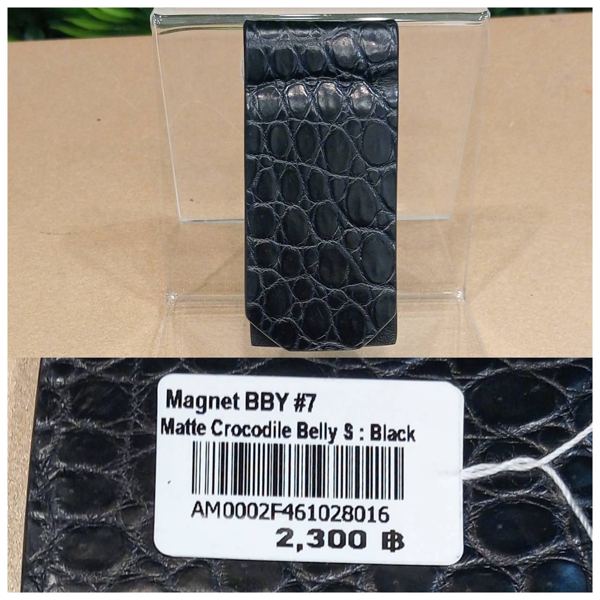 Magnet BBY #7
Matte Crocodile Belly S : Black
AM0002F461028016
2,300 ฿